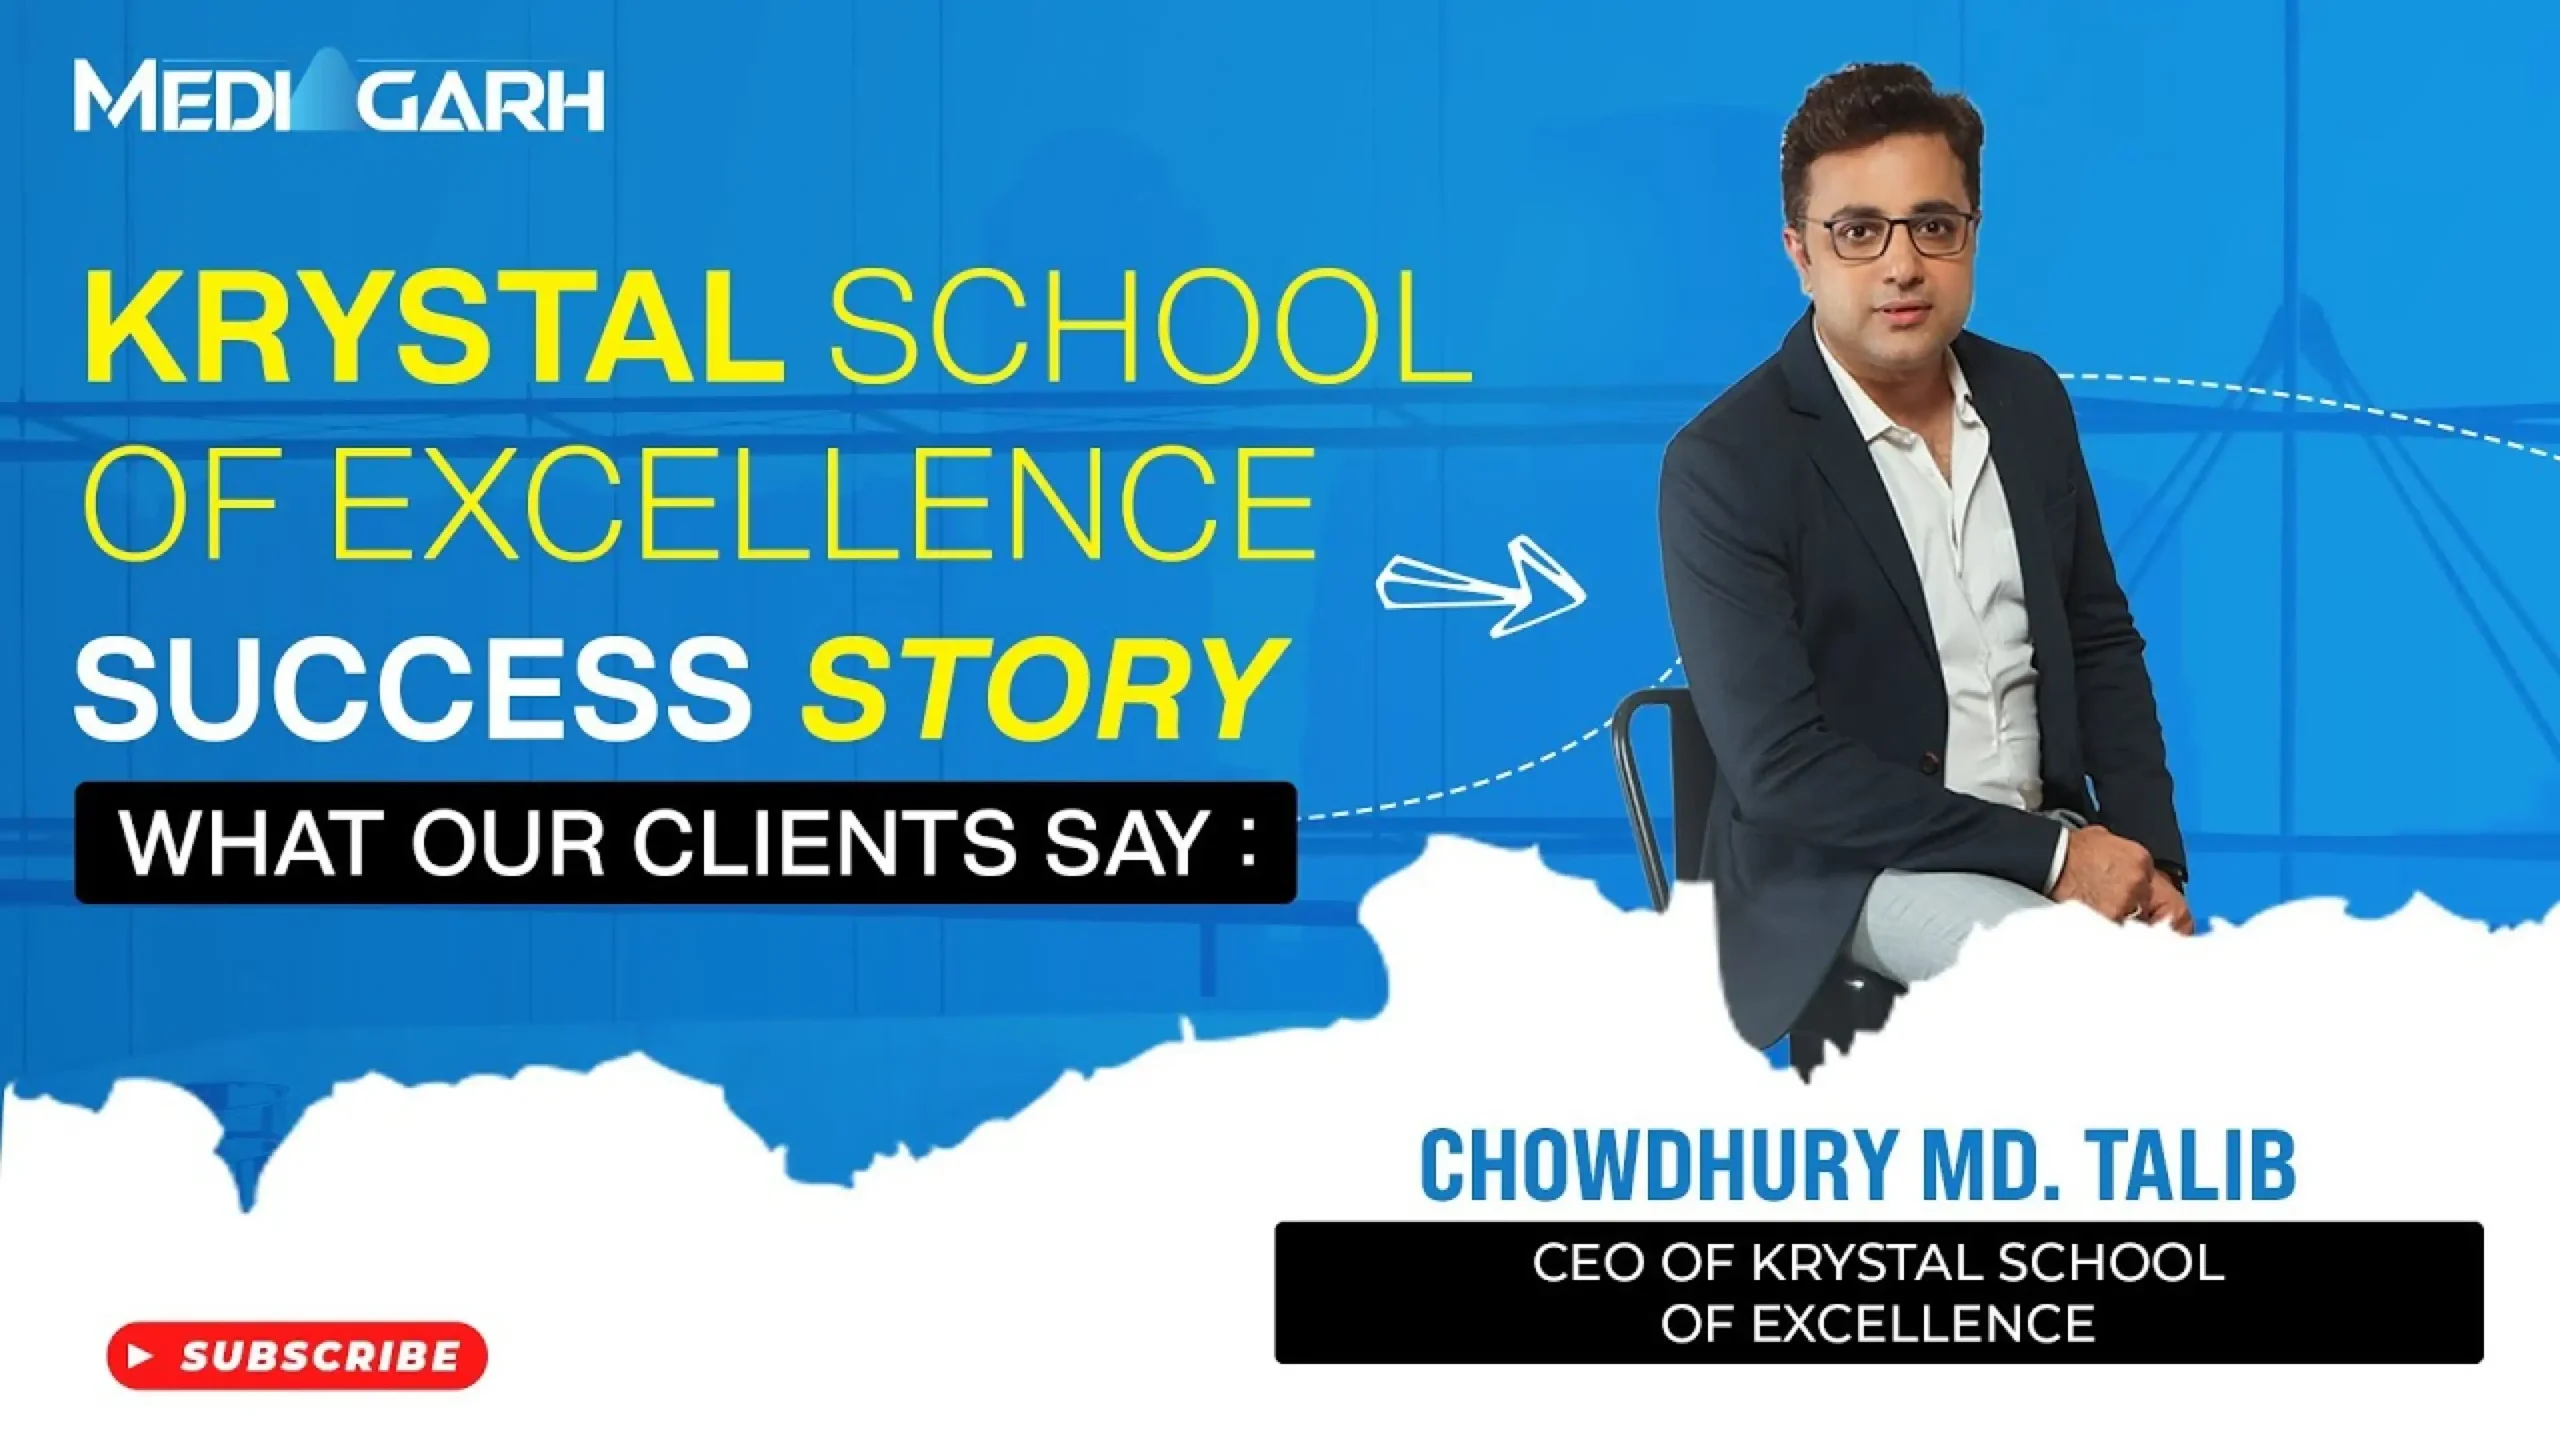 MEDIAGARH
KRYSTAL SCHOOL
OF EXCELLENCE
SUCCESS STORY
WHAT OUR CLIENTS SAY :
CHOWDHURY MD. TALIB
CEO OF KRYSTAL SCHOOL
OF EXCELLENCE
SUBSCRIBE